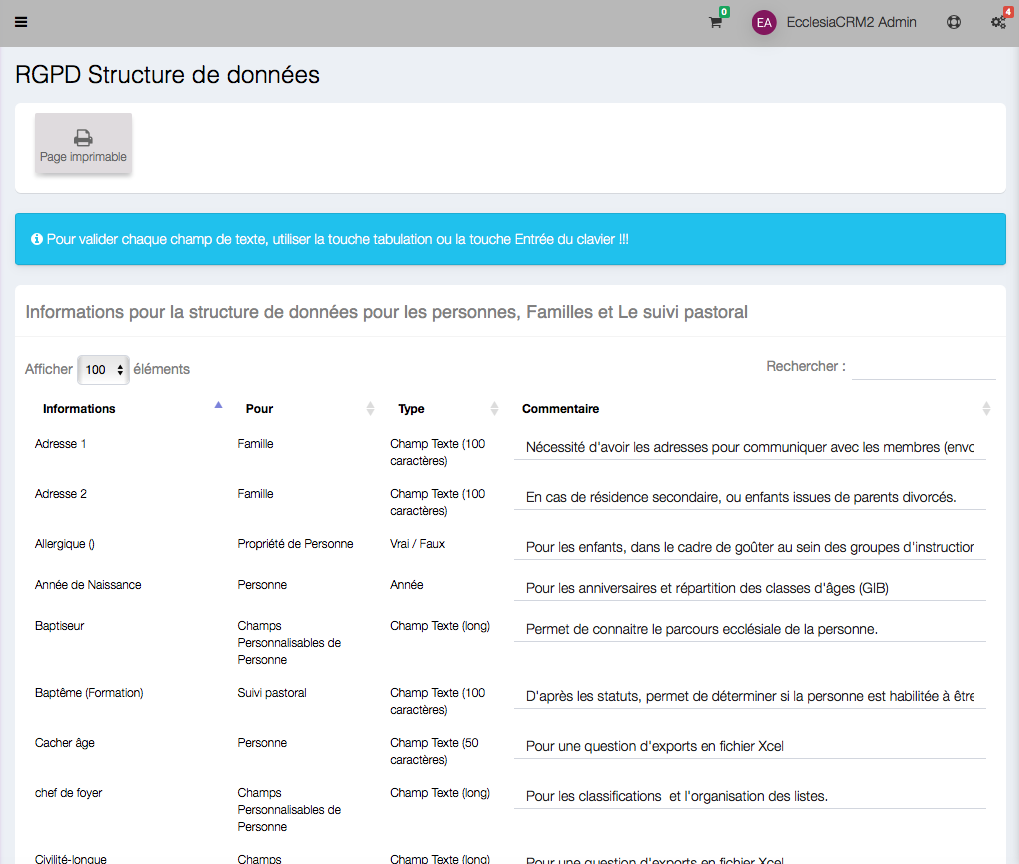 0
EA EcclesiaCRM2 Admin
4
RGPD Structure de données
Page imprimable
Pour valider chaque champ de texte, utiliser la touche tabulation ou la touche Entrée du clavier !!!
Informations pour la structure de données pour les personnes, Familles et Le suivi pastoral
Afficher 100 éléments
Rechercher :
Informations Pour Type Commentaire
Adresse 1 Famille Champ Texte (100
caractères)
Nécessité d'avoir les adresses pour communiquer avec les membres (envo
Adresse 2 Famille Champ Texte (100
caractères)
En cas de résidence secondaire, ou enfants issues de parents divorcés.
Allergique () Propriété de Personne Vrai / Faux
Pour les enfants, dans le cadre de goûter au sein des groupes d'instruction
Année de Naissance Personne Année
Pour les anniversaires et répartition des classes d'âges (GIB)
Baptiseur Champs
Personnalisables de
Personne
Champ Texte (long)
Permet de connaitre le parcours ecclésiale de la personne.
Baptême (Formation) Suivi pastoral Champ Texte (100
caractères)
D'après les statuts, permet de déterminer si la personne est habilitée à être
Cacher âge Personne Champ Texte (50
caractères)
Pour une question d'exports en fichier Xcel
chef de foyer Champs
Personnalisables de
Personne
Champ Texte (long)
Pour les classifications et l'organisation des listes.
Civilité-longue Champs Champ Texte (long)
Pour une question d'exports en fichier Xcel